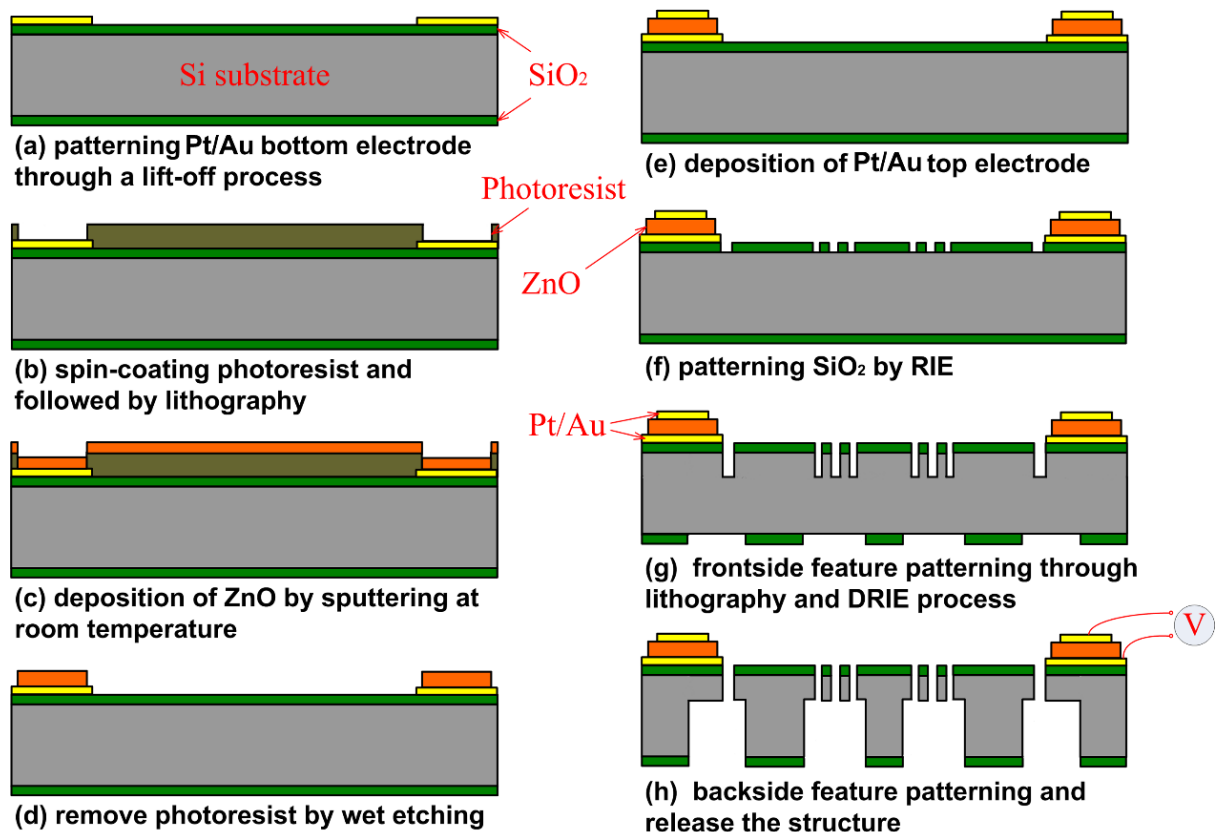 Si substrate
SiO₂
(a) patterning Pt/Au bottom electrode
through a lift-off process
Photoresist
(b) spin-coating photoresist and
followed by lithography
(c) deposition of ZnO by sputtering at
room temperature
(d) remove photoresist by wet etching
(e) deposition of Pt/Au top electrode
ZnO
(f) patterning SiO₂ by RIE
Pt/Au
(g) frontside feature patterning through
lithography and DRIE process
V
(h) backside feature patterning and
release the structure